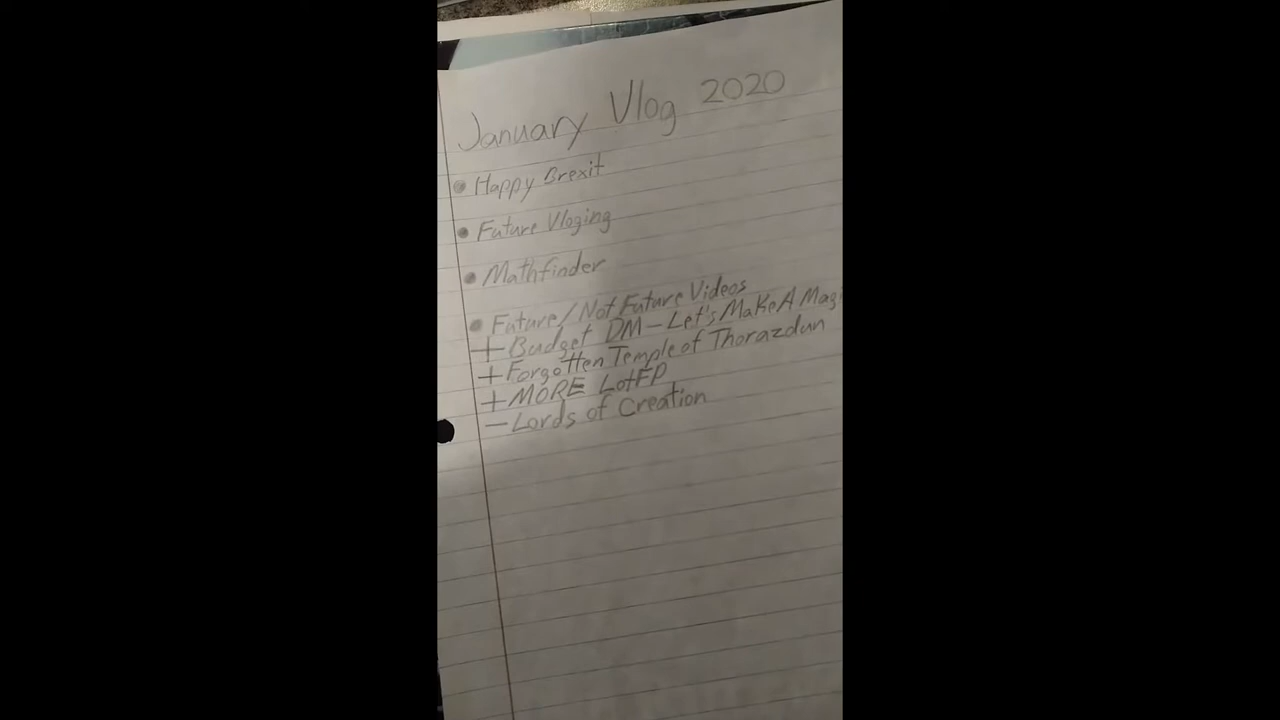 January Vlog 2020
• Happy Brexit
• Future Vloging
• Mathfinder
• Future/Not Future Videos
+ Budget DM - Let's Make A Magi
+ Forgotten Temple of Thorazdun
+ MORE LotFP
- Lords of Creation